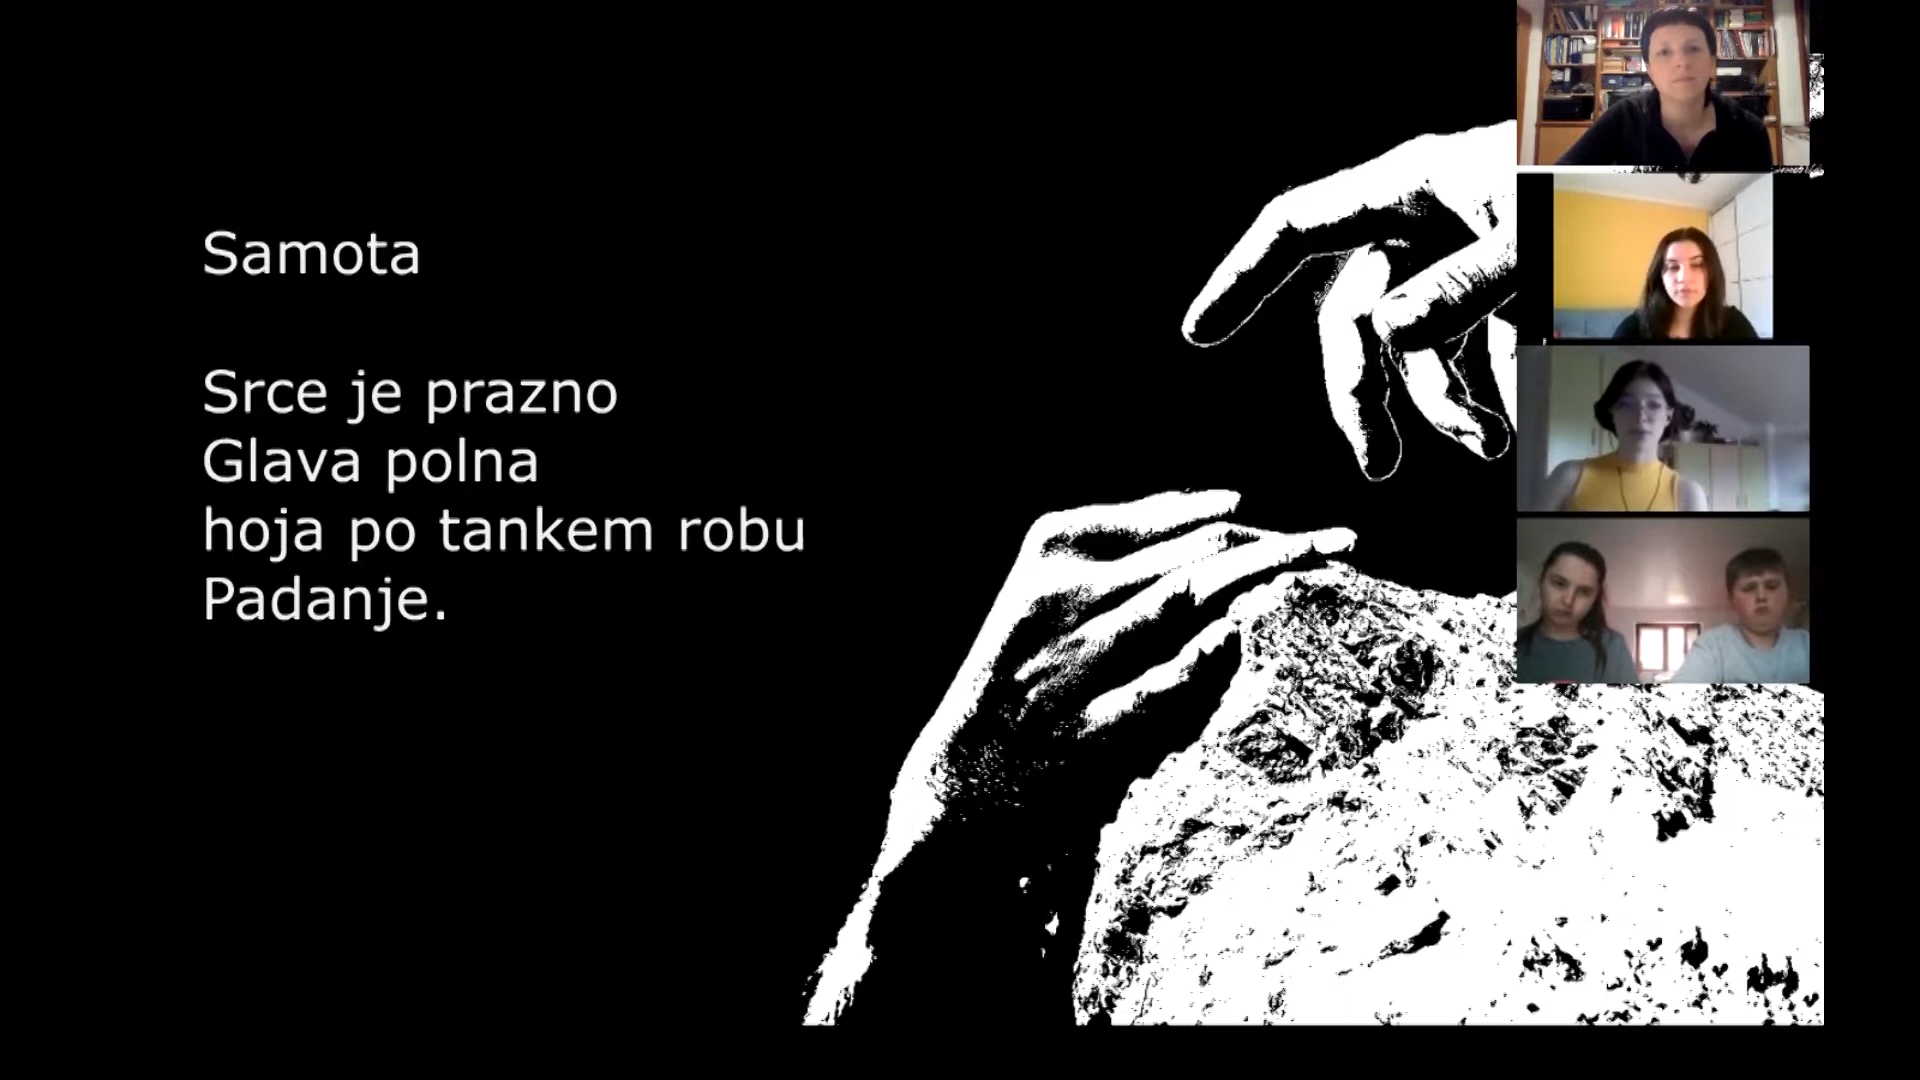 Samota
Srce je prazno
Glava polna
hoja po tankem robu
Padanje.